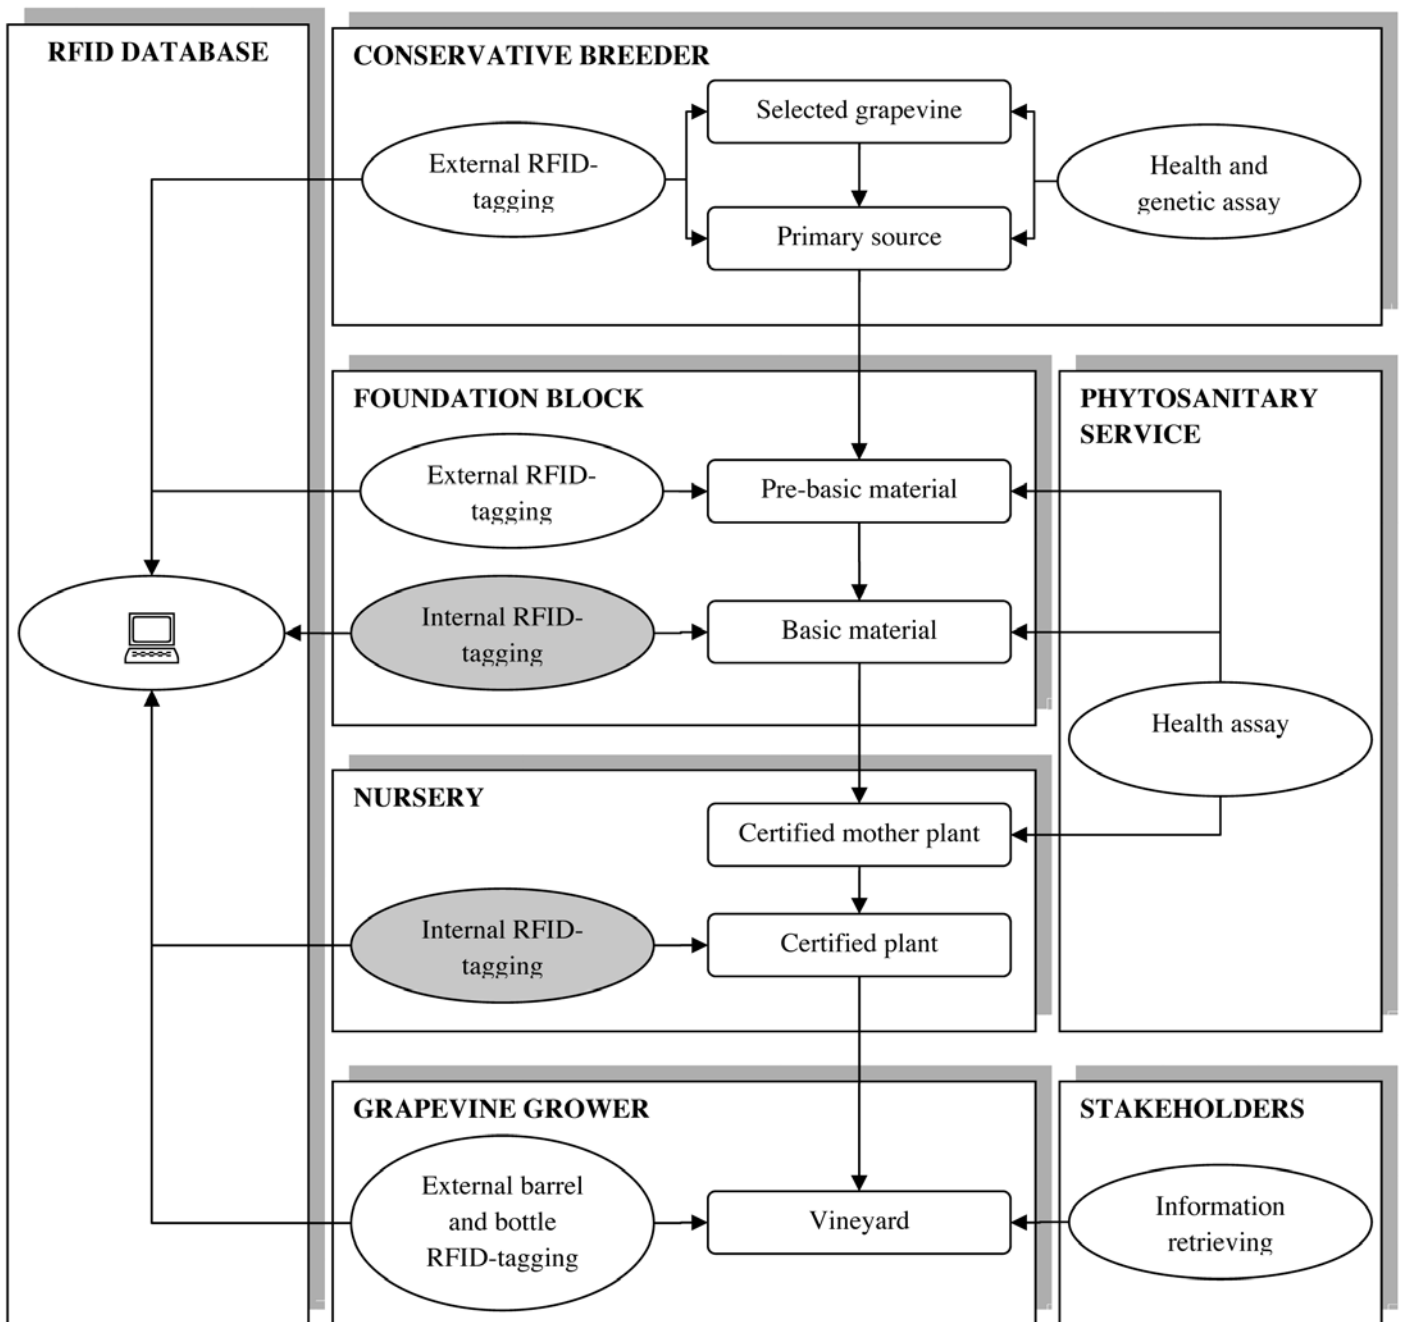 RFID DATABASE
CONSERVATIVE BREEDER
Selected grapevine
External RFID-
tagging
Health and
genetic assay
Primary source
FOUNDATION BLOCK
PHYTOSANITARY
SERVICE
External RFID-
tagging
Pre-basic material
Internal RFID-
tagging
Basic material
Health assay
NURSERY
Certified mother plant
Internal RFID-
tagging
Certified plant
GRAPEVINE GROWER
STAKEHOLDERS
External barrel
and bottle
RFID-tagging
Vineyard
Information
retrieving